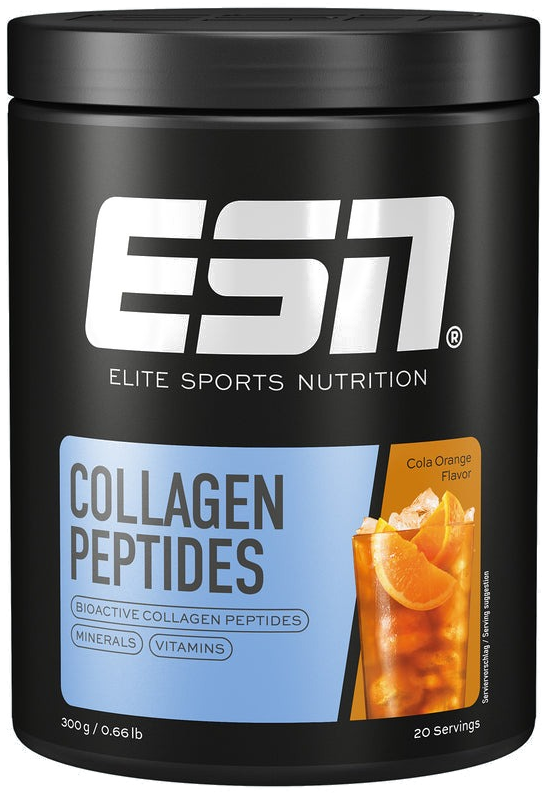 ESN®
ELITE SPORTS NUTRITION
COLLAGEN
PEPTIDES
BIOACTIVE COLLAGEN PEPTIDES
MINERALS VITAMINS
Cola Orange
Flavor
Serviervorschlag / Serving suggestion
300 g / 0.66 lb
20 Servings